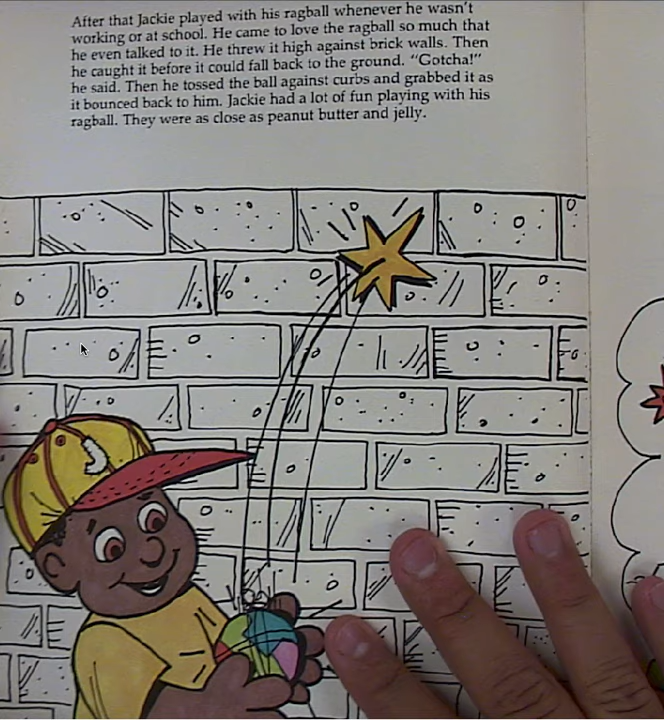 After that Jackie played with his ragball whenever he wasn't
working or at school. He came to love the ragball so much that
he even talked to it. He threw it high against brick walls. Then
he caught it before it could fall back to the ground. "Gotcha!"
he said. Then he tossed the ball against curbs and grabbed it as
it bounced back to him. Jackie had a lot of fun playing with his
ragball. They were as close as peanut butter and jelly.
J